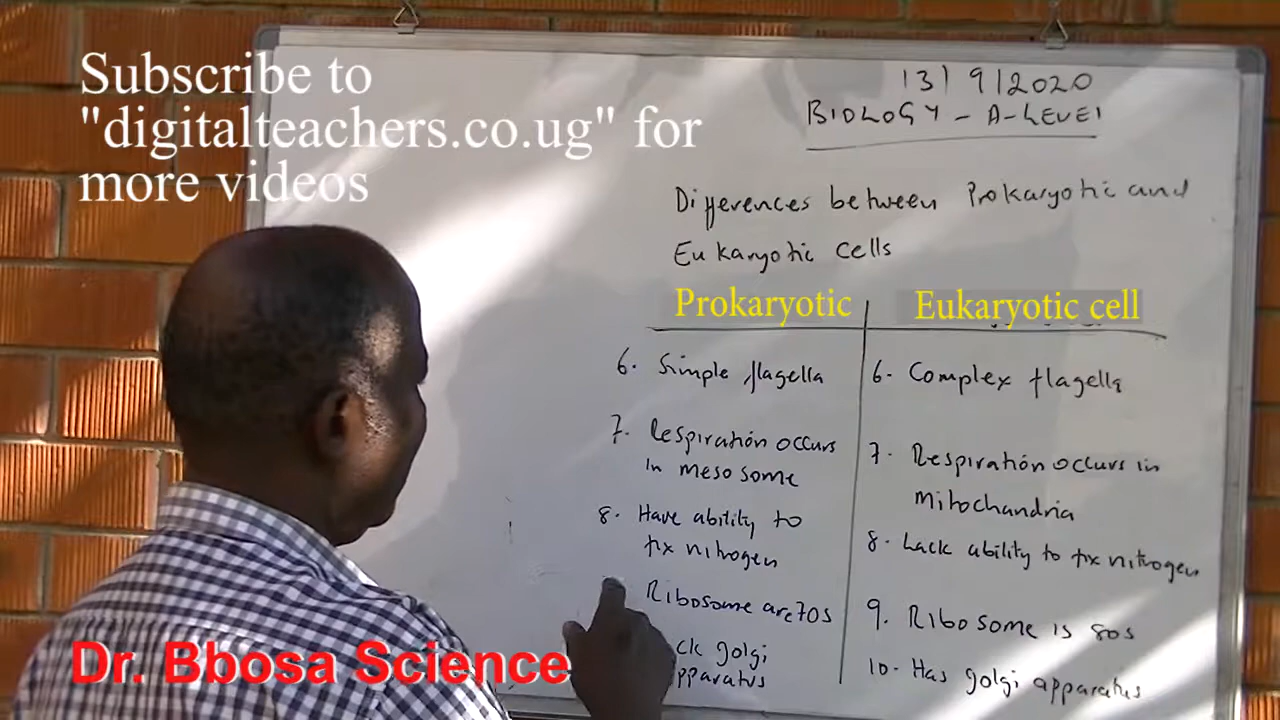 Subscribe to
"digitalteachers.co.ug" for
more videos
13/9/2020
BIOLOGY - A-LEVEL
Differences between Prokaryotic and
Eukaryotic cells
Prokaryotic
6. Simple flagella
7. Respiration occurs
in mesosome
8. Have ability to
fix nitrogen
Ribosome are 70s
ck golgi
pparatus
Eukaryotic cell
6. Complex flagella
7. Respiration occurs in
mitochandria
8. Lack ability to fix nitrogen
9. Ribosome is 80s
10. Has golgi apparatus
Dr. Bbosa Science